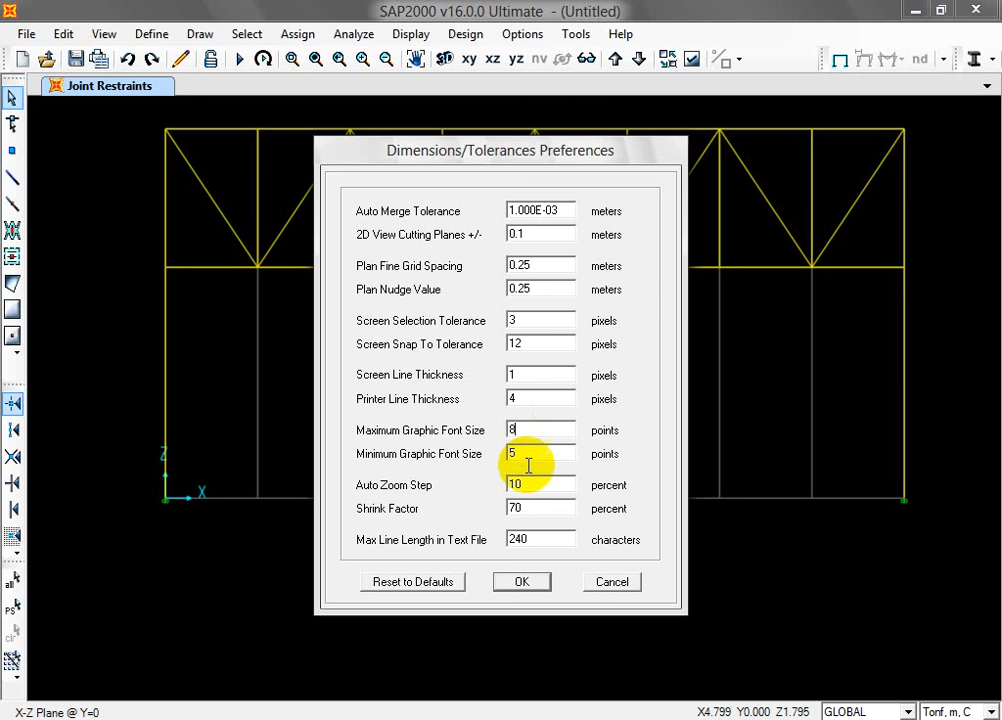 SAP2000 v16.0.0 Ultimate - (Untitled)
File Edit View Define Draw Select Assign Analyze Display Design Options Tools Help
3-d xy xz yz nv nd
Joint Restraints
Dimensions/Tolerances Preferences
Auto Merge Tolerance 1.000E-03 meters
2D View Cutting Planes +/- 0.1 meters
Plan Fine Grid Spacing 0.25 meters
Plan Nudge Value 0.25 meters
Screen Selection Tolerance 3 pixels
Screen Snap To Tolerance 12 pixels
Screen Line Thickness 1 pixels
Printer Line Thickness 4 pixels
Maximum Graphic Font Size 8 points
Minimum Graphic Font Size 5 points
Auto Zoom Step 10 percent
Shrink Factor 70 percent
Max Line Length in Text File 240 characters
Reset to Defaults OK Cancel
Z
X
all
PS
clr
X-Z Plane @ Y=0 X4.799 Y0.000 Z1.795 GLOBAL Tonf, m, C